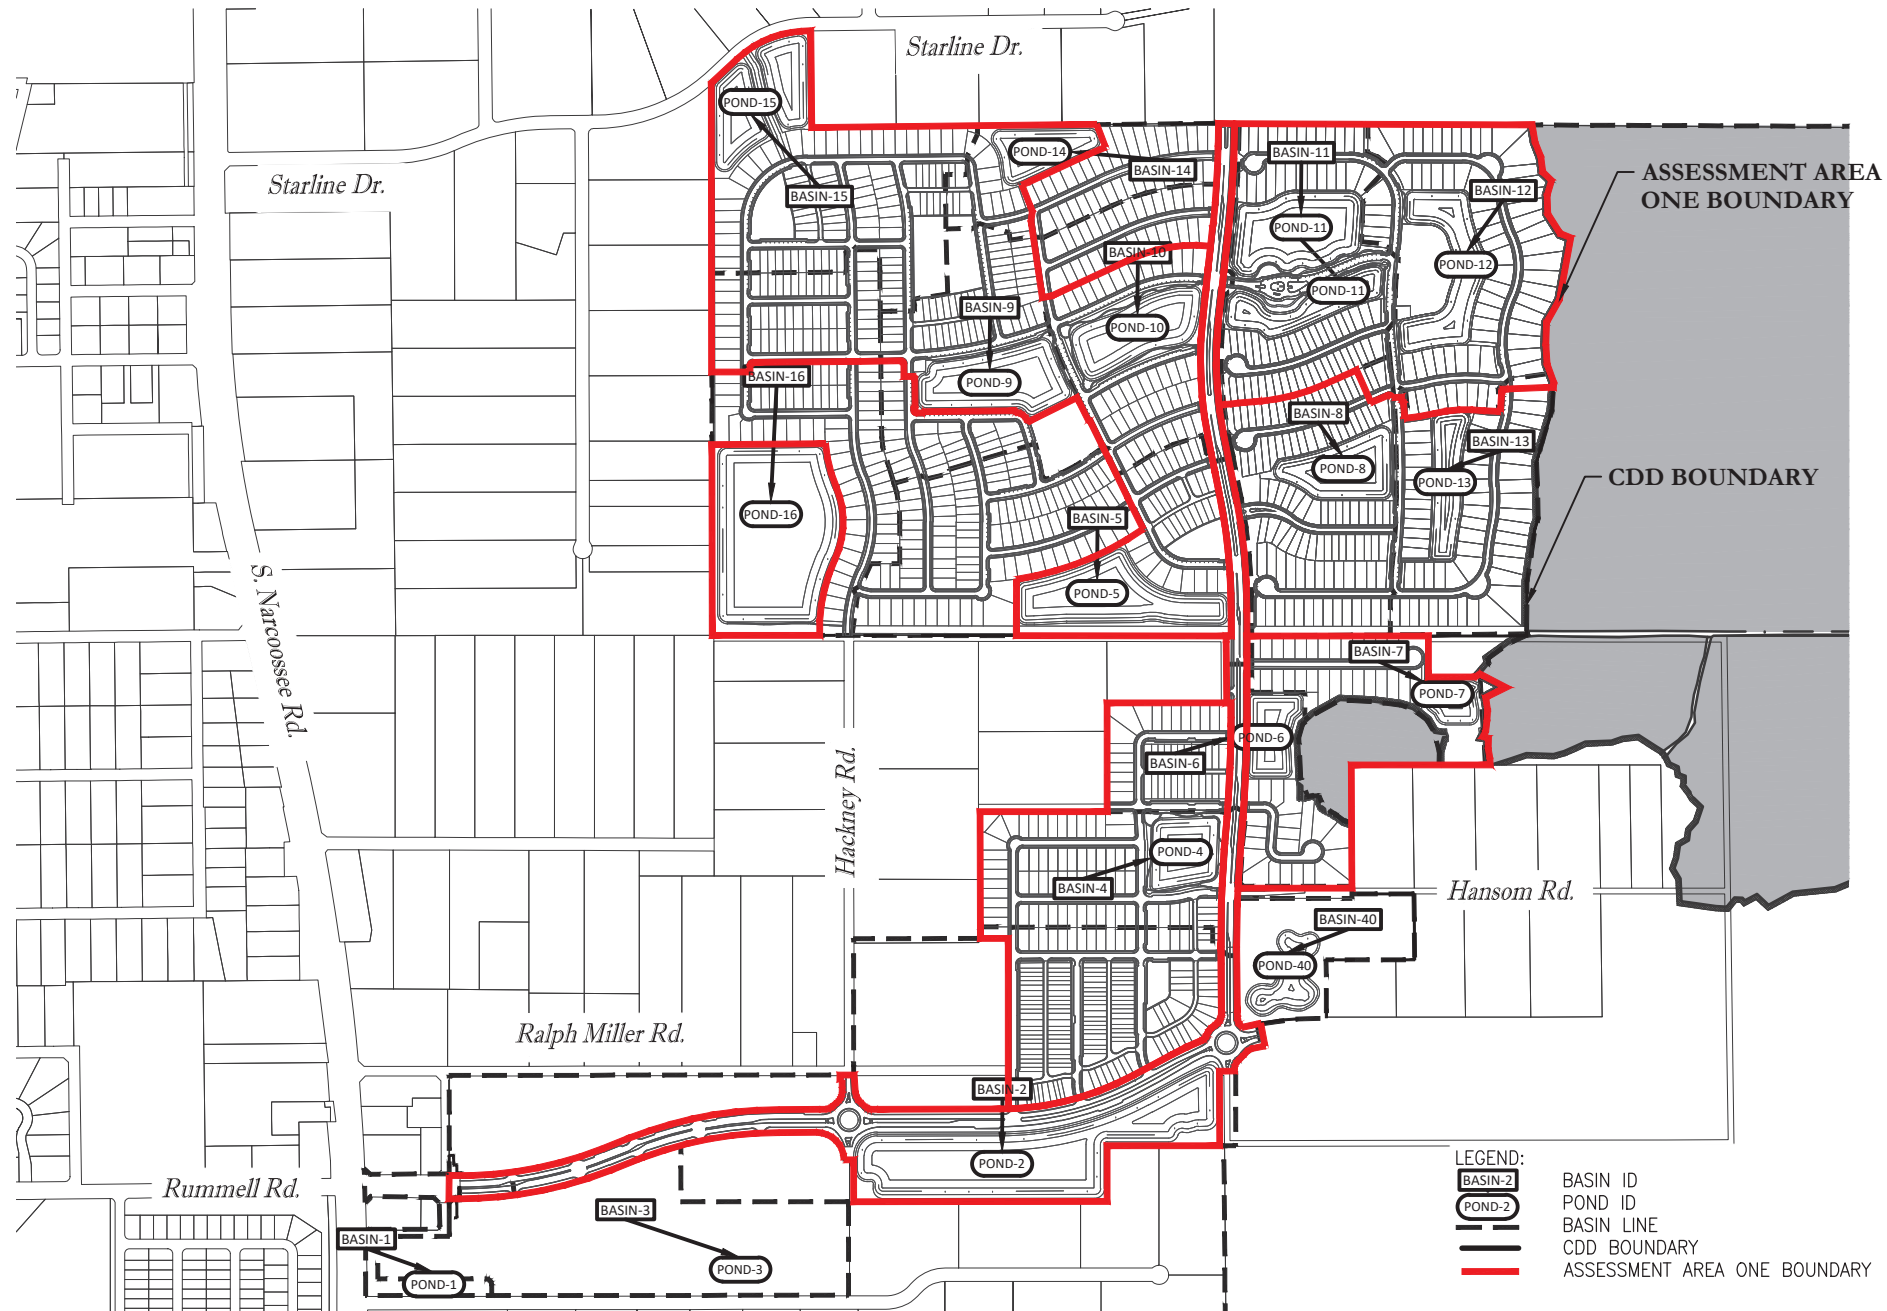 Starline Dr.
POND-15
POND-14
BASIN-14
BASIN-11
ASSESSMENT AREA
ONE BOUNDARY
Starline Dr.
BASIN-15
BASIN-12
POND-11
BASIN-10
POND-12
POND-11
BASIN-9
POND-10
BASIN-16
POND-9
BASIN-8
BASIN-13
POND-8
POND-13
CDD BOUNDARY
POND-16
BASIN-5
POND-5
S. Narcoossee Rd.
BASIN-7
POND-7
POND-6
BASIN-6
Hackney Rd.
POND-4
BASIN-4
Hansom Rd.
BASIN-40
POND-40
Ralph Miller Rd.
BASIN-2
POND-2
Rummell Rd.
BASIN-3
BASIN-1
POND-3
POND-1
LEGEND:
BASIN-2 BASIN ID
POND-2 POND ID
BASIN LINE
CDD BOUNDARY
ASSESSMENT AREA ONE BOUNDARY